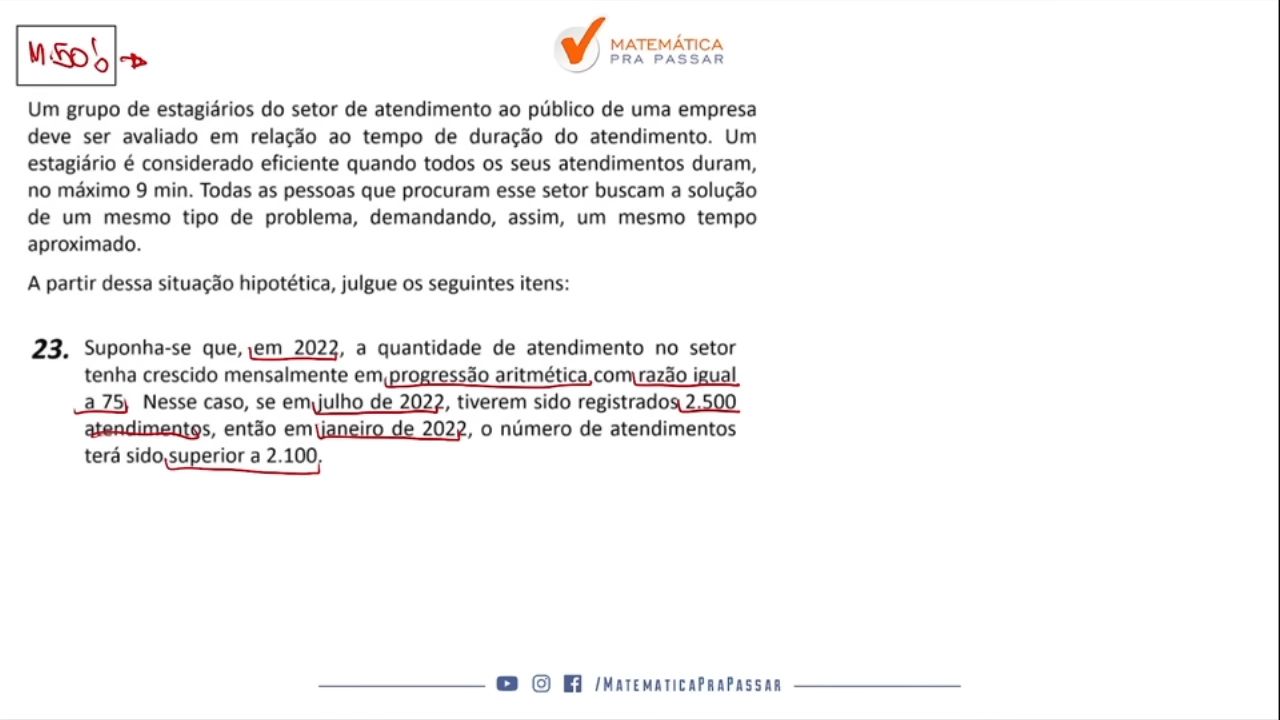 M.50%
MATEMÁTICA
PRA PASSAR
Um grupo de estagiários do setor de atendimento ao público de uma empresa
deve ser avaliado em relação ao tempo de duração do atendimento. Um
estagiário é considerado eficiente quando todos os seus atendimentos duram,
no máximo 9 min. Todas as pessoas que procuram esse setor buscam a solução
de um mesmo tipo de problema, demandando, assim, um mesmo tempo
aproximado.
A partir dessa situação hipotética, julgue os seguintes itens:
23. Suponha-se que, em 2022, a quantidade de atendimento no setor
tenha crescido mensalmente em progressão aritmética com razão igual
a 75. Nesse caso, se em julho de 2022, tiverem sido registrados 2.500
atendimentos, então em janeiro de 2022, o número de atendimentos
terá sido superior a 2.100.
/MATEMATICAPRAPASSAR